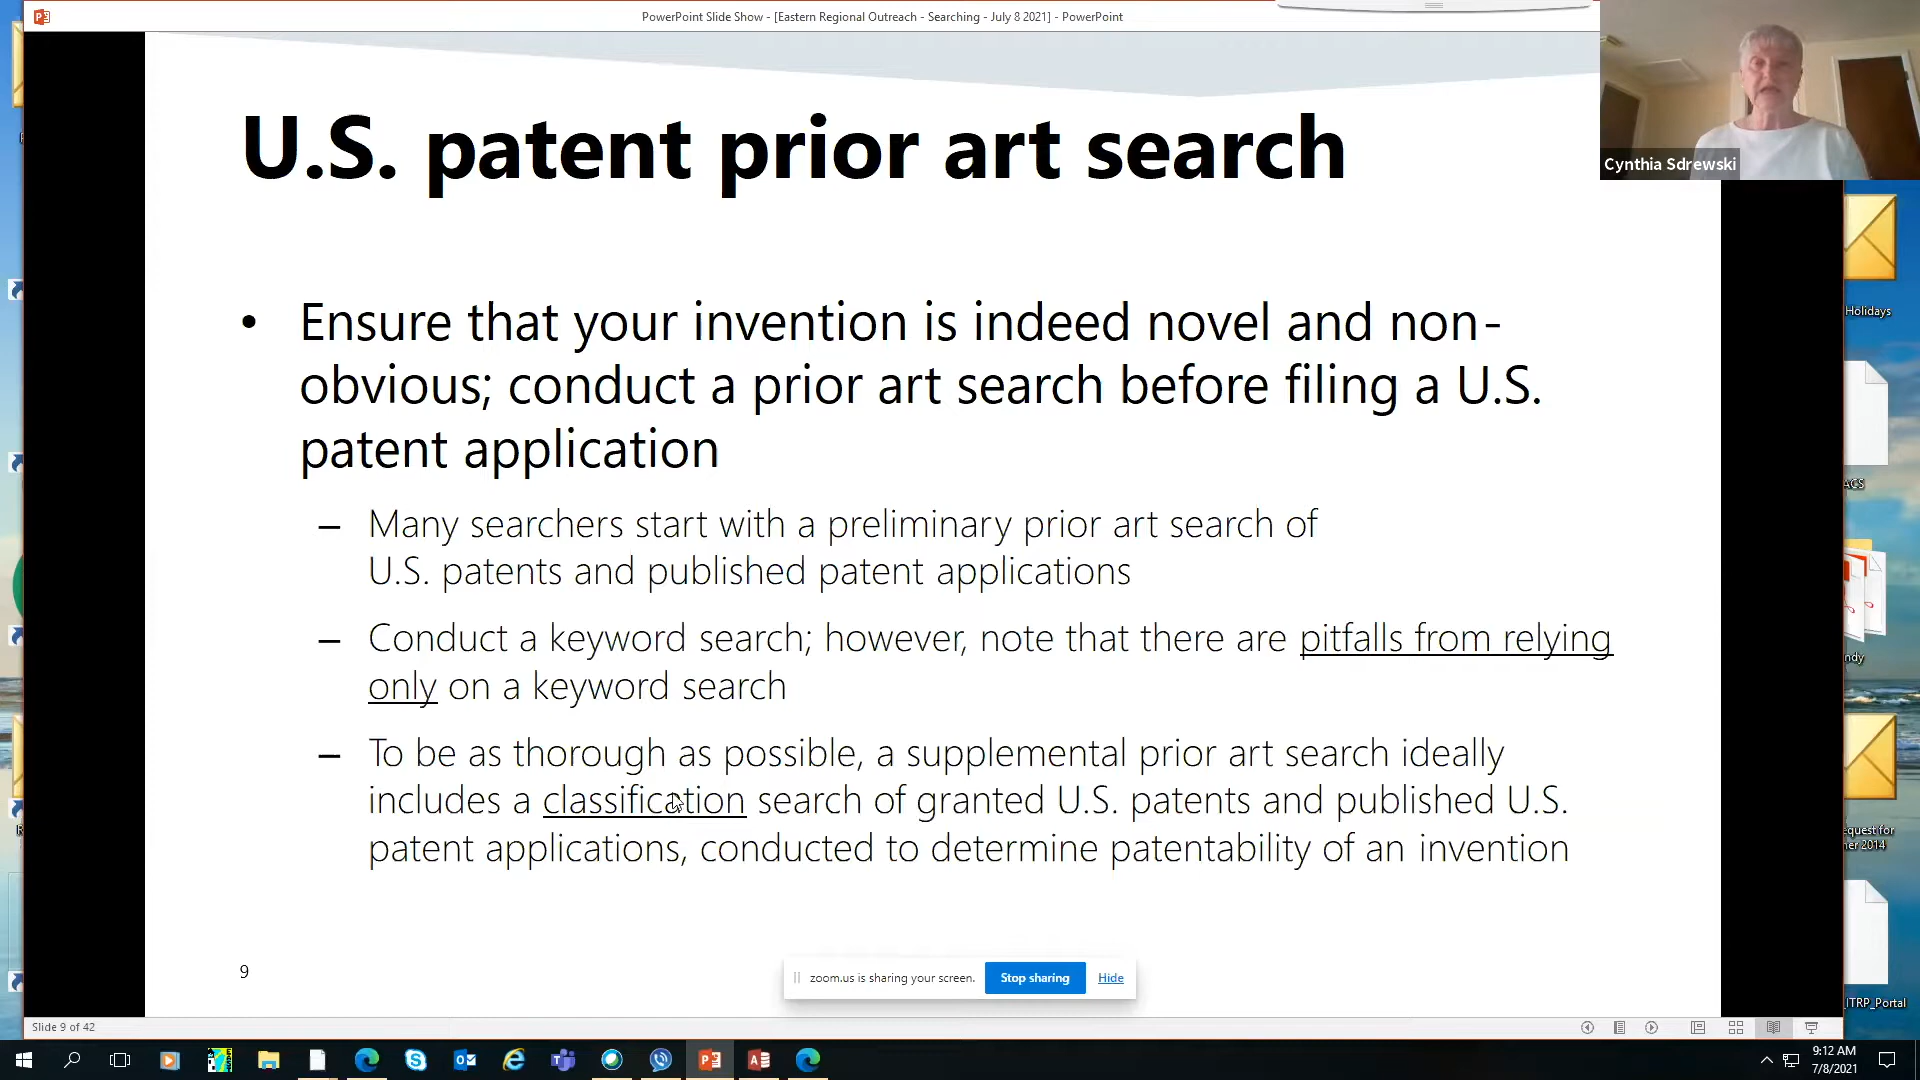 PowerPoint Slide Show - [Eastern Regional Outreach - Searching - July 8 2021] - PowerPoint
Cynthia Sdrewski
U.S. patent prior art search
• Ensure that your invention is indeed novel and non-
obvious; conduct a prior art search before filing a U.S.
patent application
– Many searchers start with a preliminary prior art search of
U.S. patents and published patent applications
– Conduct a keyword search; however, note that there are pitfalls from relying
only on a keyword search
– To be as thorough as possible, a supplemental prior art search ideally
includes a classification search of granted U.S. patents and published U.S.
patent applications, conducted to determine patentability of an invention
9
zoom.us is sharing your screen.
Stop sharing
Hide
Holidays
ACS
ndy
equest for
ner 2014
ITRP_Portal
Slide 9 of 42
9:12 AM
7/8/2021